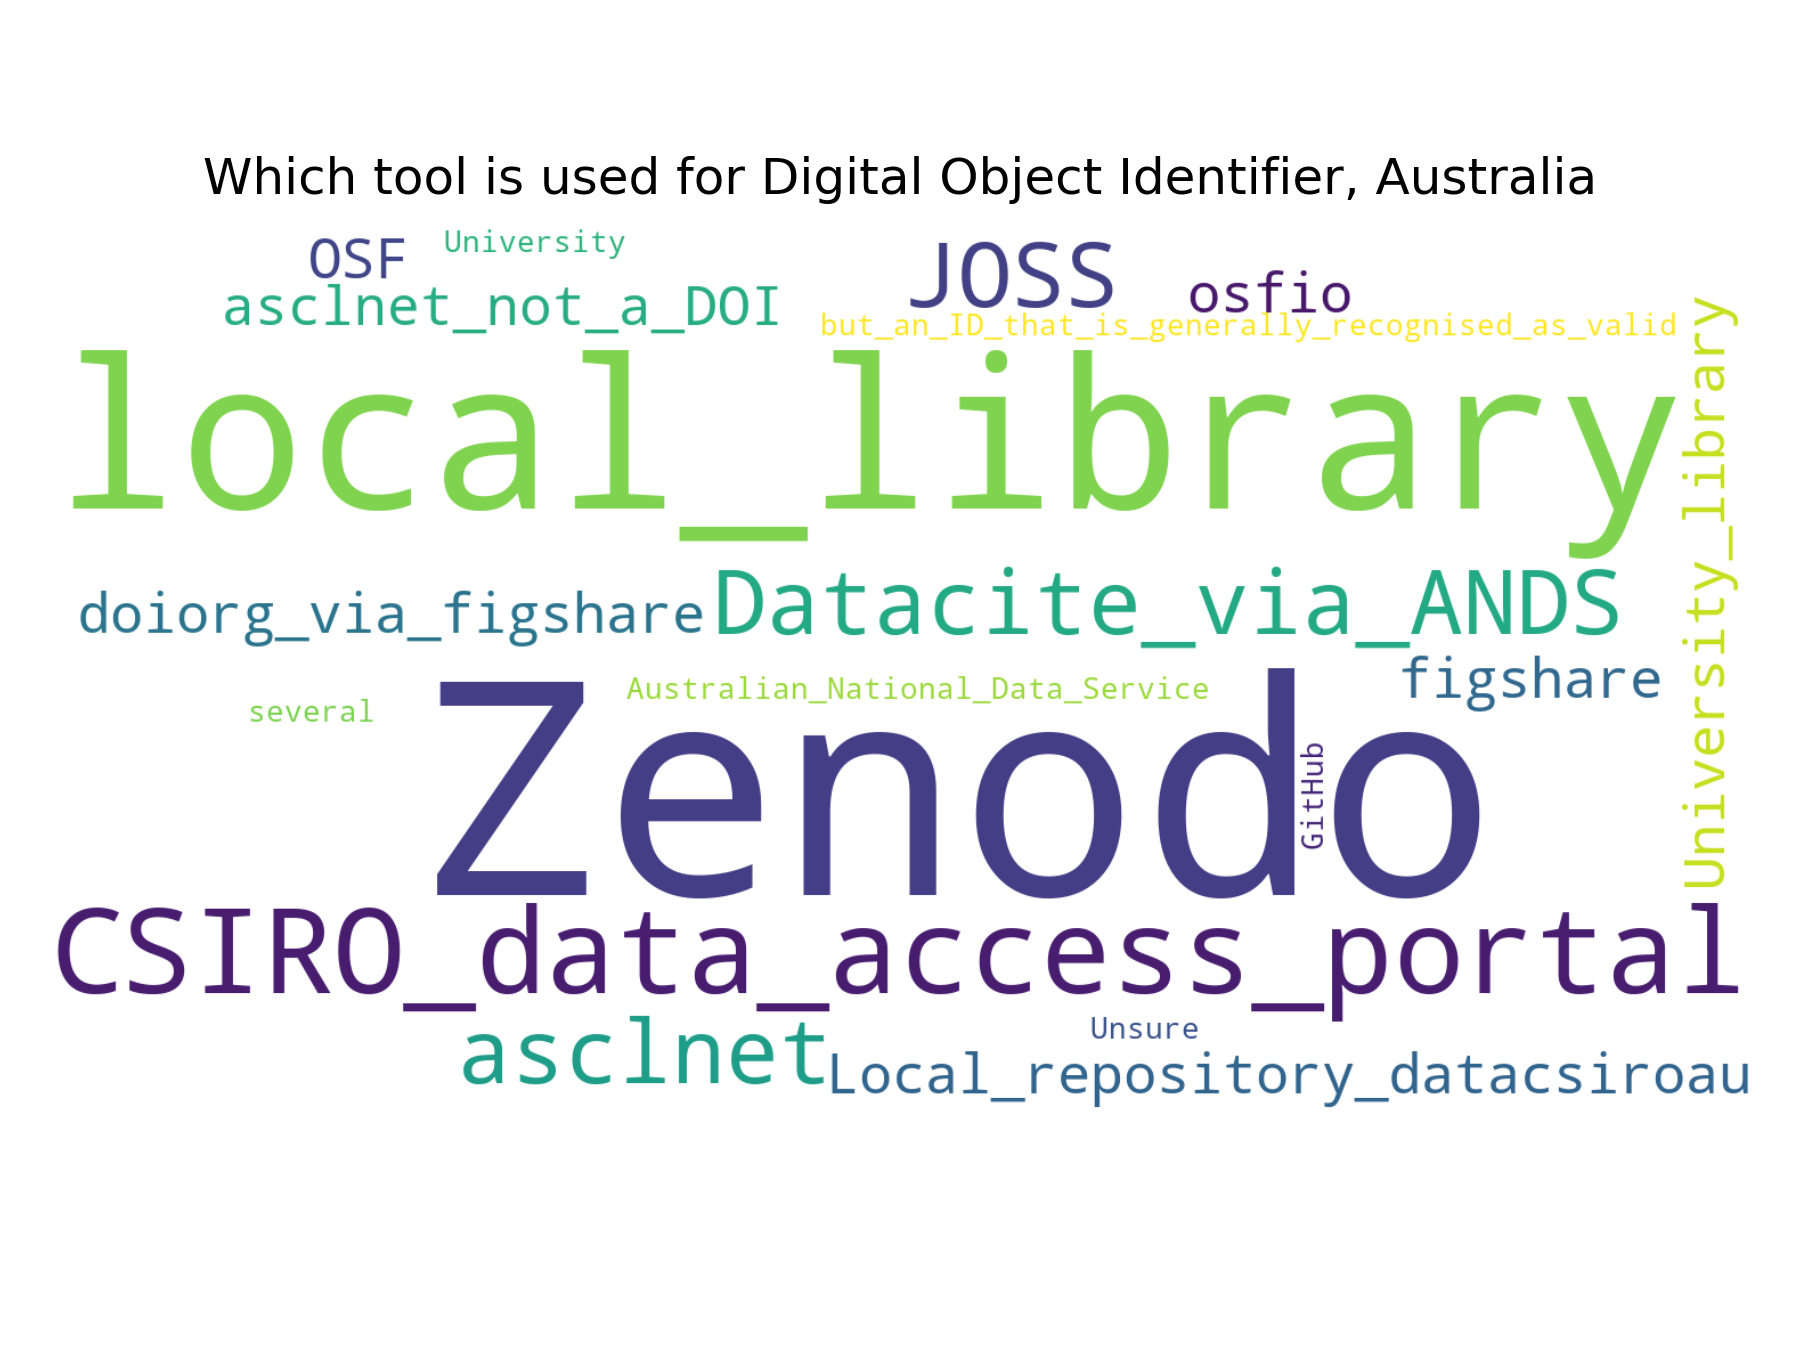 Which tool is used for Digital Object Identifier, Australia
OSF
University
JOSS
osfio
asclnet_not_a_DOI
but_an_ID_that_is_generally_recognised_as_valid
local_library
University_library
doiorg_via_figshare
Datacite_via_ANDS
several
Australian_National_Data_Service
figshare
Zenodo
GitHub
CSIRO_data_access_portal
asclnet
Unsure
Local_repository_datacsiroau